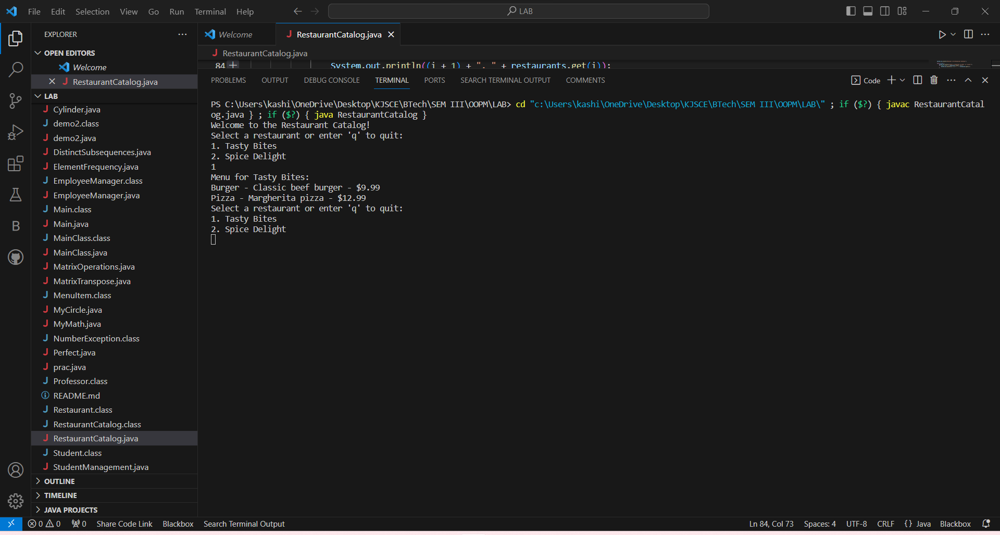 File Edit Selection View Go Run Terminal Help
LAB
EXPLORER
OPEN EDITORS
Welcome
RestaurantCatalog.java
LAB
Cylinder.java
demo2.class
demo2.java
DistinctSubsequences.java
ElementFrequency.java
EmployeeManager.class
EmployeeManager.java
Main.class
Main.java
MainClass.class
MainClass.java
MatrixOperations.java
MatrixTranspose.java
MenuItem.class
MyCircle.java
MyMath.java
NumberException.class
Perfect.java
prac.java
Professor.class
README.md
Restaurant.class
RestaurantCatalog.class
RestaurantCatalog.java
Student.class
StudentManagement.java
OUTLINE
TIMELINE
JAVA PROJECTS
Welcome RestaurantCatalog.java
RestaurantCatalog.java
84 System.out.println((i + 1) + ". " + restaurants.get(i));
PROBLEMS OUTPUT DEBUG CONSOLE TERMINAL PORTS SEARCH TERMINAL OUTPUT COMMENTS
Code
PS C:\Users\kashi\OneDrive\Desktop\KJSCE\BTech\SEM III\OOPM\LAB> cd "c:\Users\kashi\OneDrive\Desktop\KJSCE\BTech\SEM III\OOPM\LAB\" ; if ($?) { javac RestaurantCatal
og.java } ; if ($?) { java RestaurantCatalog }
Welcome to the Restaurant Catalog!
Select a restaurant or enter 'q' to quit:
1. Tasty Bites
2. Spice Delight
1
Menu for Tasty Bites:
Burger - Classic beef burger - $9.99
Pizza - Margherita pizza - $12.99
Select a restaurant or enter 'q' to quit:
1. Tasty Bites
2. Spice Delight
0 0 0 Share Code Link Blackbox Search Terminal Output
Ln 84, Col 73 Spaces: 4 UTF-8 CRLF {} Java Blackbox